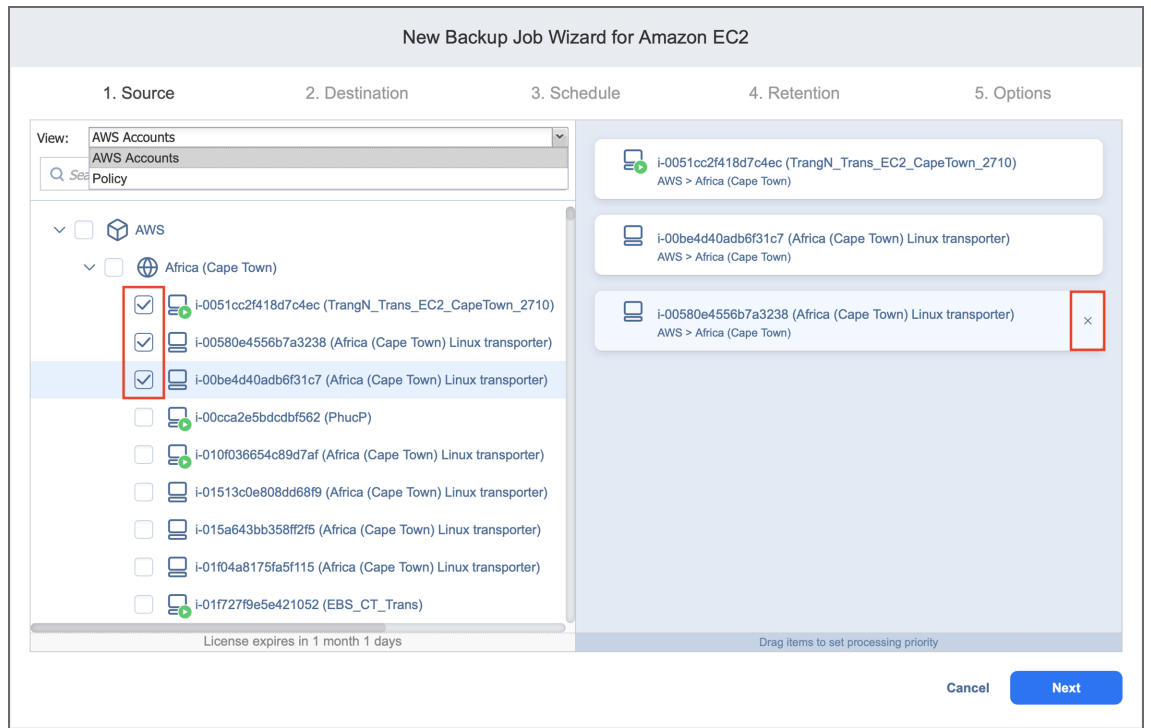 New Backup Job Wizard for Amazon EC2
1. Source
2. Destination
3. Schedule
4. Retention
5. Options
View:
AWS Accounts
AWS Accounts
Policy
AWS
Africa (Cape Town)
i-0051cc2f418d7c4ec (TrangN_Trans_EC2_CapeTown_2710)
i-00580e4556b7a3238 (Africa (Cape Town) Linux transporter)
i-00be4d40adb6f31c7 (Africa (Cape Town) Linux transporter)
i-00cca2e5bdcdbf562 (PhucP)
i-010f036654c89d7af (Africa (Cape Town) Linux transporter)
i-01513c0e808dd68f9 (Africa (Cape Town) Linux transporter)
i-015a643bb358ff2f5 (Africa (Cape Town) Linux transporter)
i-01f04a8175fa5f115 (Africa (Cape Town) Linux transporter)
i-01f727f9e5e421052 (EBS_CT_Trans)
License expires in 1 month 1 days
i-0051cc2f418d7c4ec (TrangN_Trans_EC2_CapeTown_2710)
AWS > Africa (Cape Town)
i-00be4d40adb6f31c7 (Africa (Cape Town) Linux transporter)
AWS > Africa (Cape Town)
i-00580e4556b7a3238 (Africa (Cape Town) Linux transporter)
AWS > Africa (Cape Town)
Drag items to set processing priority
Cancel
Next